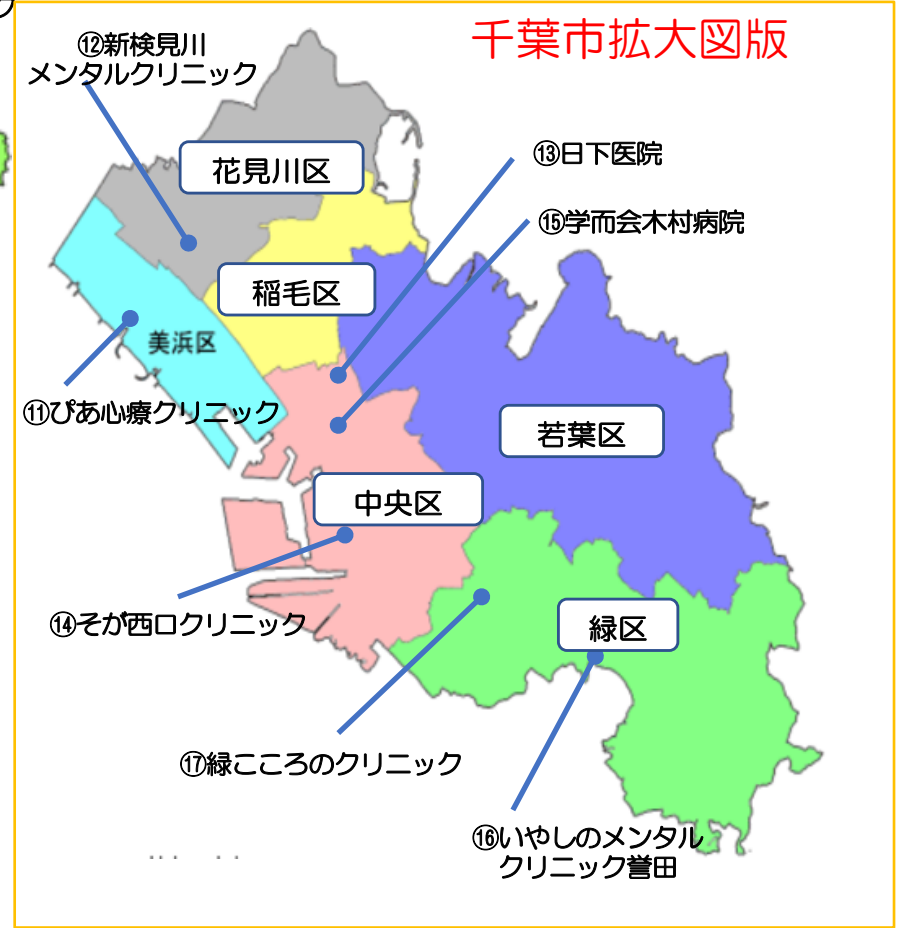 千葉市拡大図版
⑫新検見川
メンタルクリニック
花見川区
⑬日下医院
⑮学而会木村病院
稲毛区
美浜区
⑪ぴあ心療クリニック
若葉区
中央区
⑭そが西口クリニック
緑区
⑰緑こころのクリニック
⑯いやしのメンタル
クリニック誉田